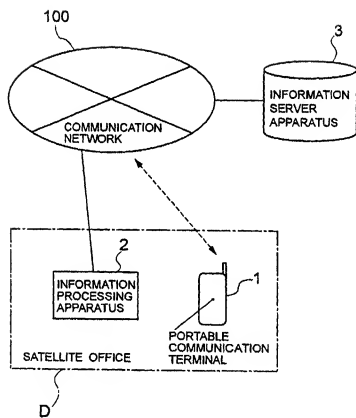 100
3
COMMUNICATION
NETWORK
INFORMATION
SERVER
APPARATUS
2
INFORMATION
PROCESSING
APPARATUS
1
PORTABLE
COMMUNICATION
TERMINAL
SATELLITE OFFICE
D